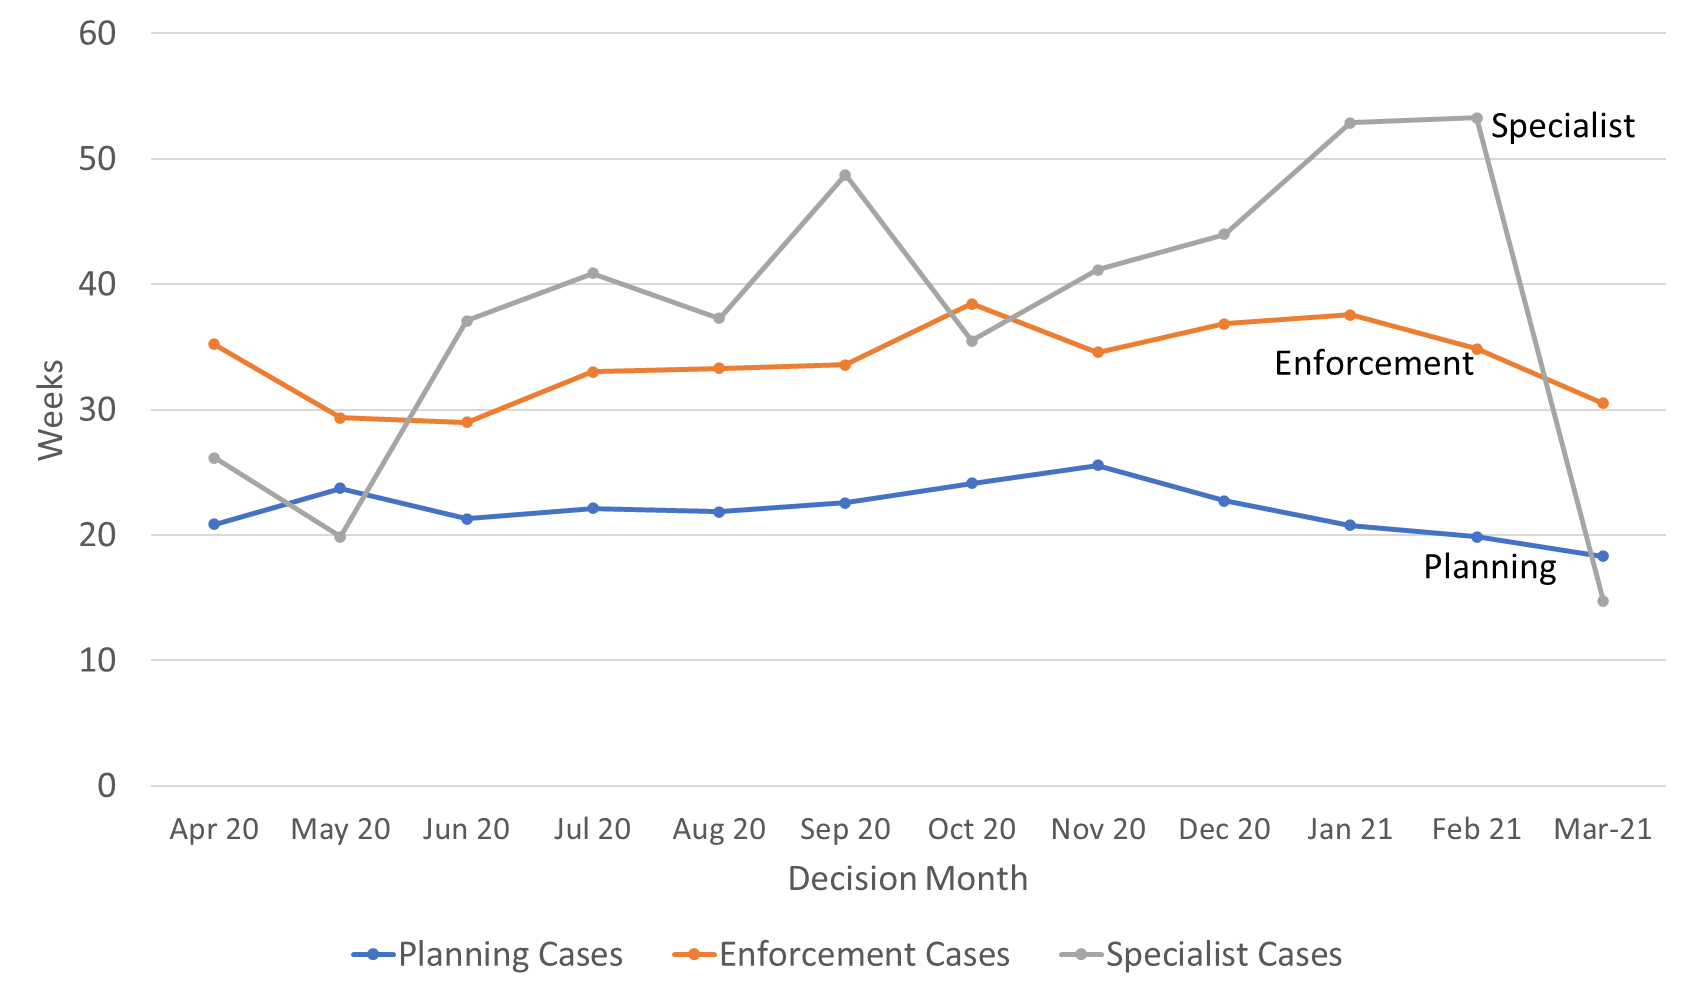 60
50
40
30
20
10
0
Weeks
Specialist
Enforcement
Planning
Apr 20 May 20 Jun 20 Jul 20 Aug 20 Sep 20 Oct 20 Nov 20 Dec 20 Jan 21 Feb 21 Mar-21
Decision Month
Planning Cases Enforcement Cases Specialist Cases